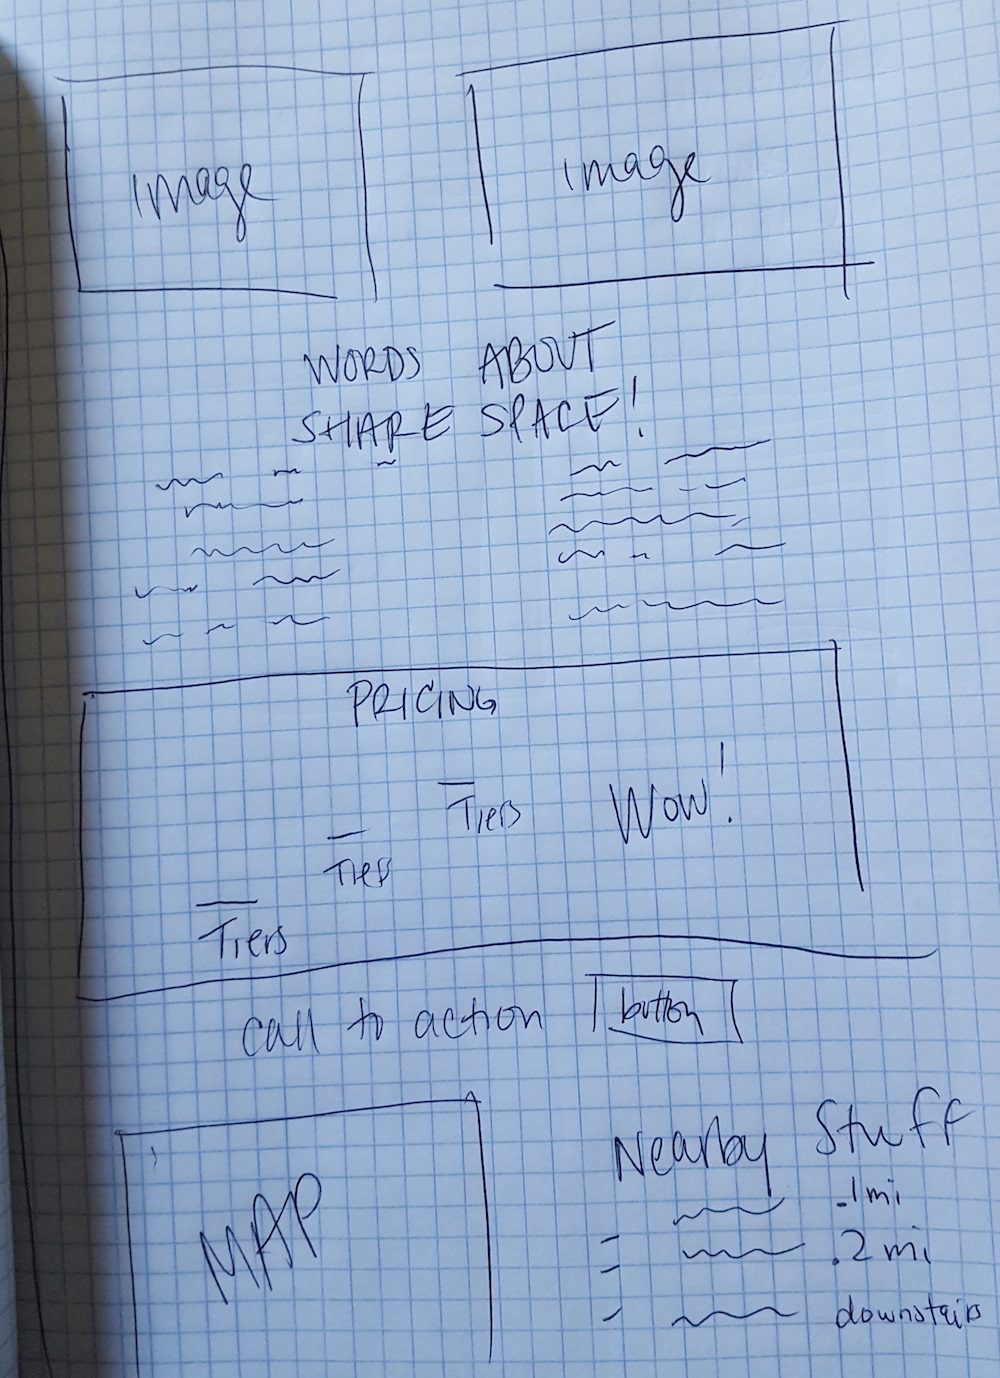 image image
WORDS ABOUT
SHARE SPACE!
PRICING
Tiers
Tiers
Tiers
Wow!
call to action button
MAP
Nearby Stuff
.1mi
.2 mi
downstairs